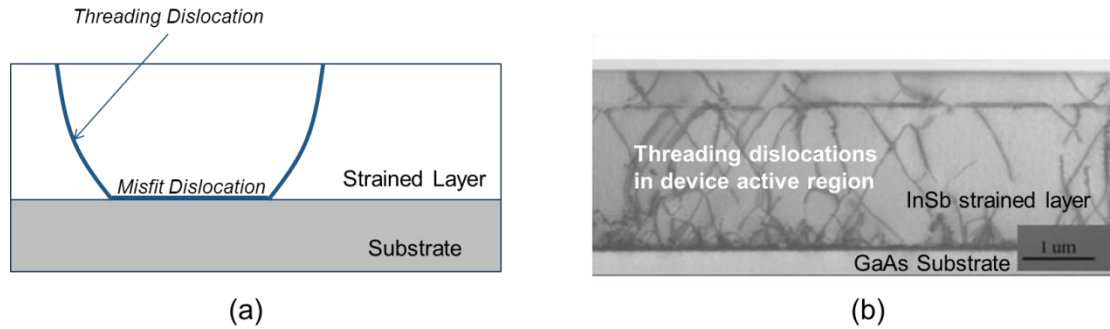 Threading Dislocation
Misfit Dislocation
Strained Layer
Substrate
(a)
Threading dislocations
in device active region
InSb strained layer
1 um
GaAs Substrate
(b)